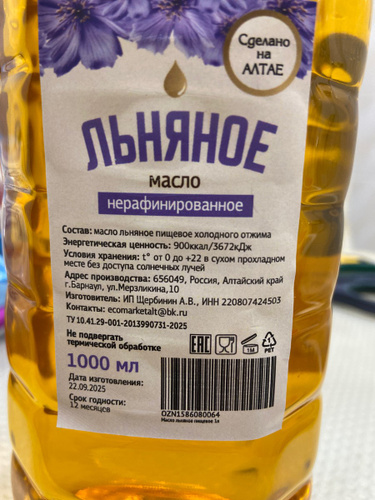 Сделано
на
АЛТАЕ
ЛЬНЯНОЕ
масло
нерафинированное
Состав: масло льняное пищевое холодного отжима
Энергетическая ценность: 900ккал/3672кДж
Условия хранения: t° от 0 до +22 в сухом прохладном
месте без доступа солнечных лучей
Адрес производства: 656049, Россия, Алтайский край
г.Барнаул, ул.Мерзликина,10
Изготовитель: ИП Щербинин А.В., ИНН 220807424503
Контакты: ecomarketalt@bk.ru
ТУ 10.41.29-001-2013990731-2025
Не подвергать
термической обработке
1000 мл
Дата изготовления:
22.09.2025
Срок годности:
12 месяцев
EAC
1M
PET
OZN1586080064
Масло льняное пищевое 1л